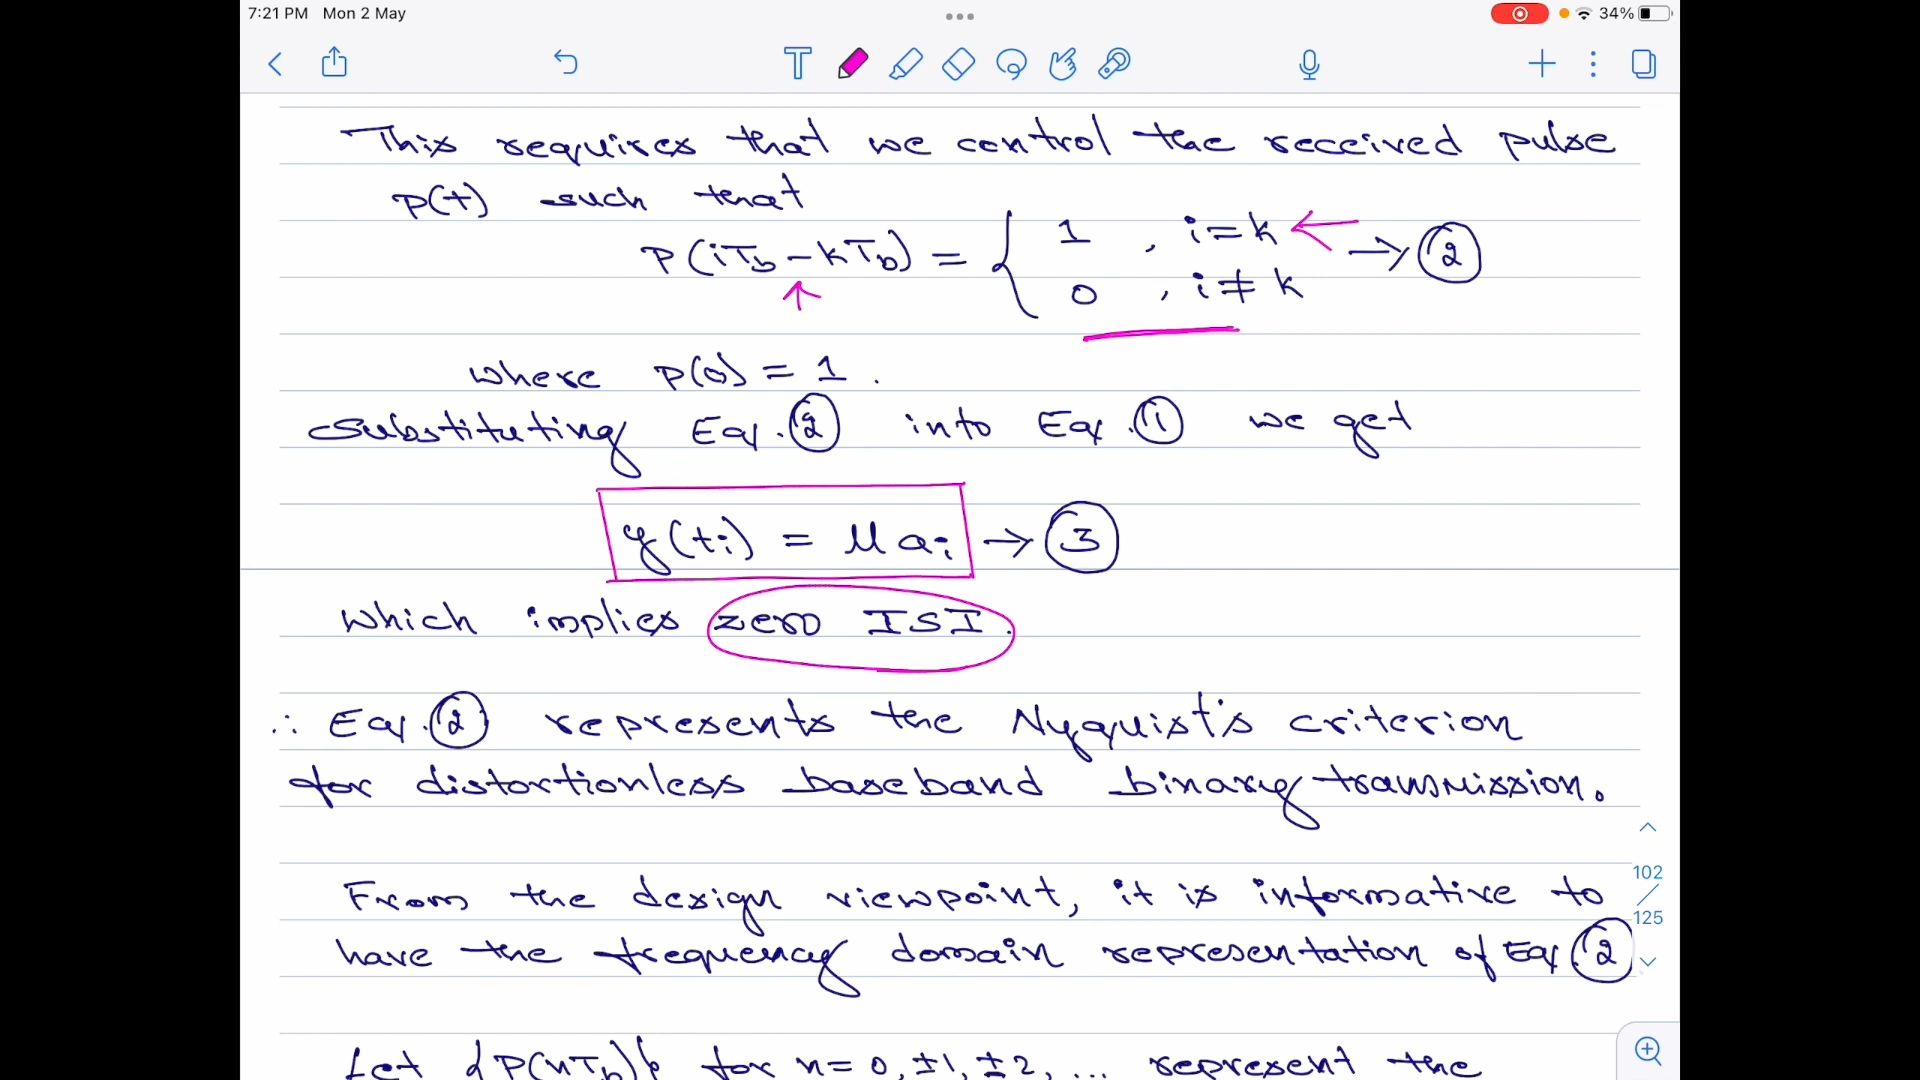 7:21 PM Mon 2 May
34%
This requires that we control the received pulse
p(t) such that
p(iTb - kTb) = { 1 , i = k → ②
0 , i ≠ k
where p(0) = 1 .
Substituting Eq. ② into Eq. ① we get
y(ti) = μ ai → ③
Which implies zero ISI.
∴ Eq. ② represents the Nyquist's criterion
for distortionless baseband binary transmission.
From the design viewpoint, it is informative to
102
125
have the frequency domain representation of Eq. ②
Let {P(nTb)} for n = 0, ±1, ±2, ... represent the